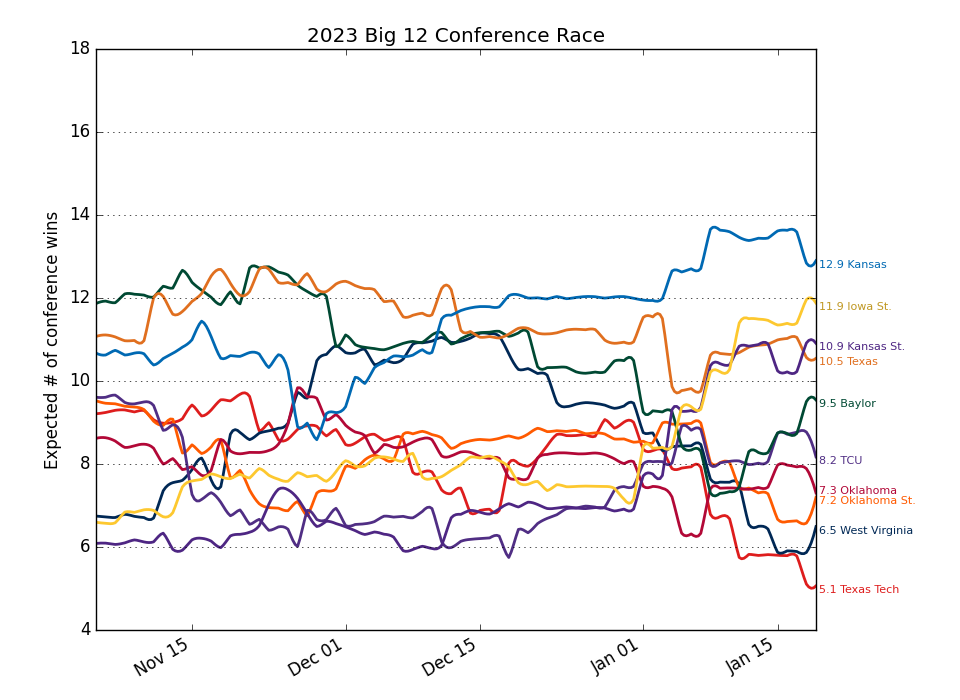 2023 Big 12 Conference Race
Expected # of conference wins
18
16
14
12
10
8
6
4
Nov 15
Dec 01
Dec 15
Jan 01
Jan 15
12.9 Kansas
11.9 Iowa St.
10.9 Kansas St.
10.5 Texas
9.5 Baylor
8.2 TCU
7.3 Oklahoma
7.2 Oklahoma St.
6.5 West Virginia
5.1 Texas Tech